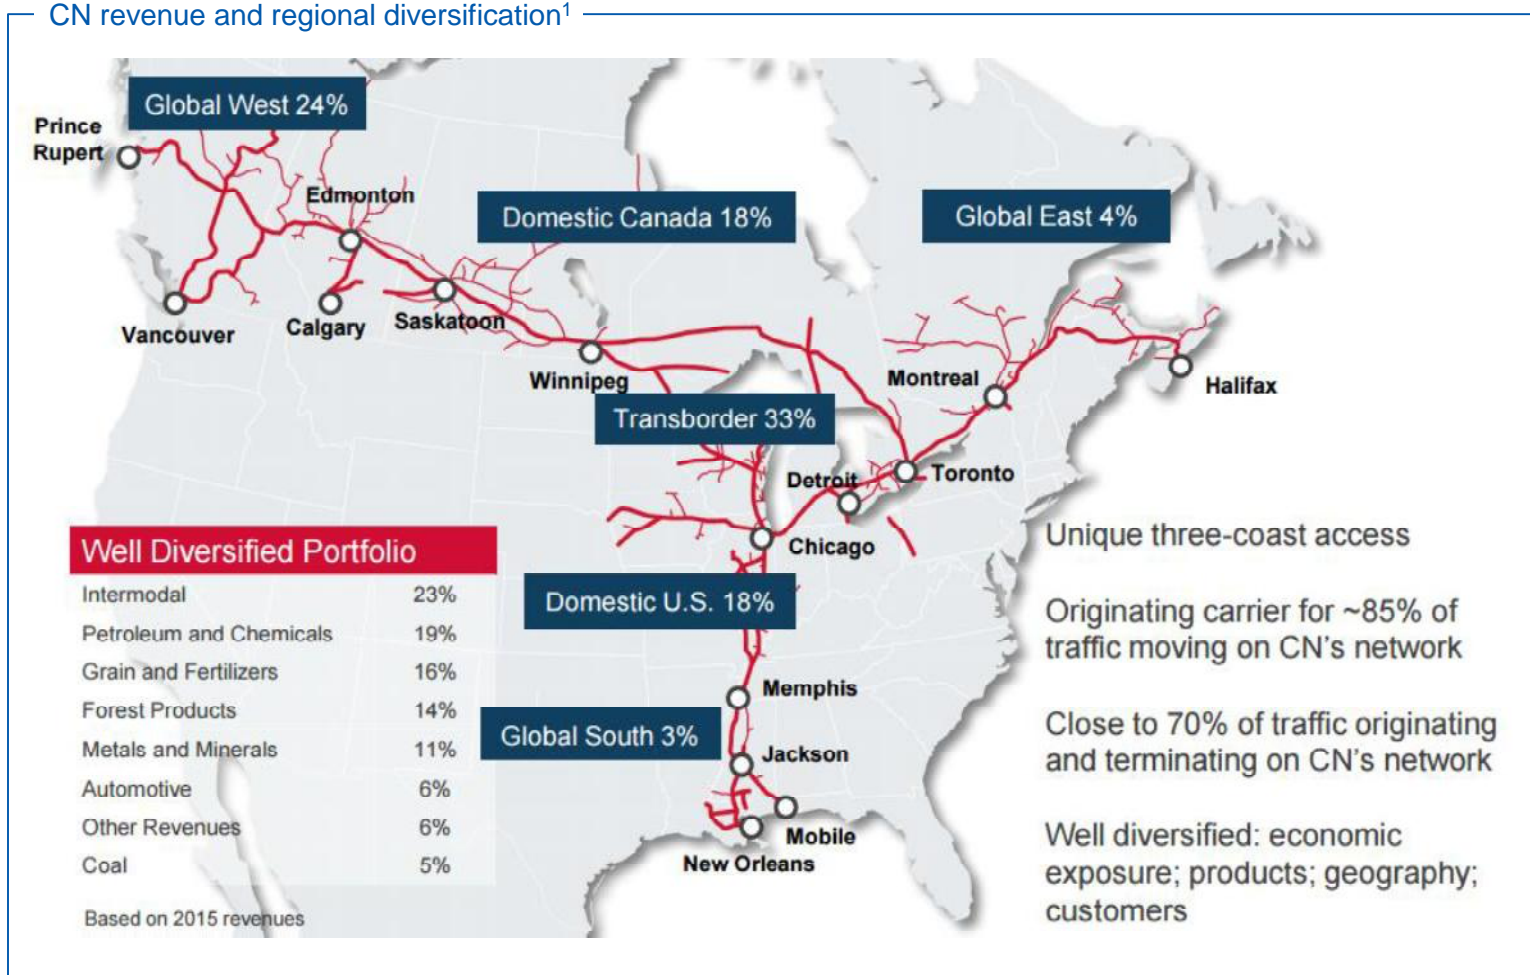 CN revenue and regional diversification¹
Global West 24%
Prince
Rupert
Edmonton
Domestic Canada 18%
Global East 4%
Vancouver
Calgary
Saskatoon
Winnipeg
Montreal
Halifax
Transborder 33%
Detroit
Toronto
Chicago
Well Diversified Portfolio
Intermodal 23%
Petroleum and Chemicals 19%
Grain and Fertilizers 16%
Forest Products 14%
Metals and Minerals 11%
Automotive 6%
Other Revenues 6%
Coal 5%
Based on 2015 revenues
Domestic U.S. 18%
Memphis
Global South 3%
Jackson
Mobile
New Orleans
Unique three-coast access
Originating carrier for ~85% of
traffic moving on CN's network
Close to 70% of traffic originating
and terminating on CN's network
Well diversified: economic
exposure; products; geography;
customers